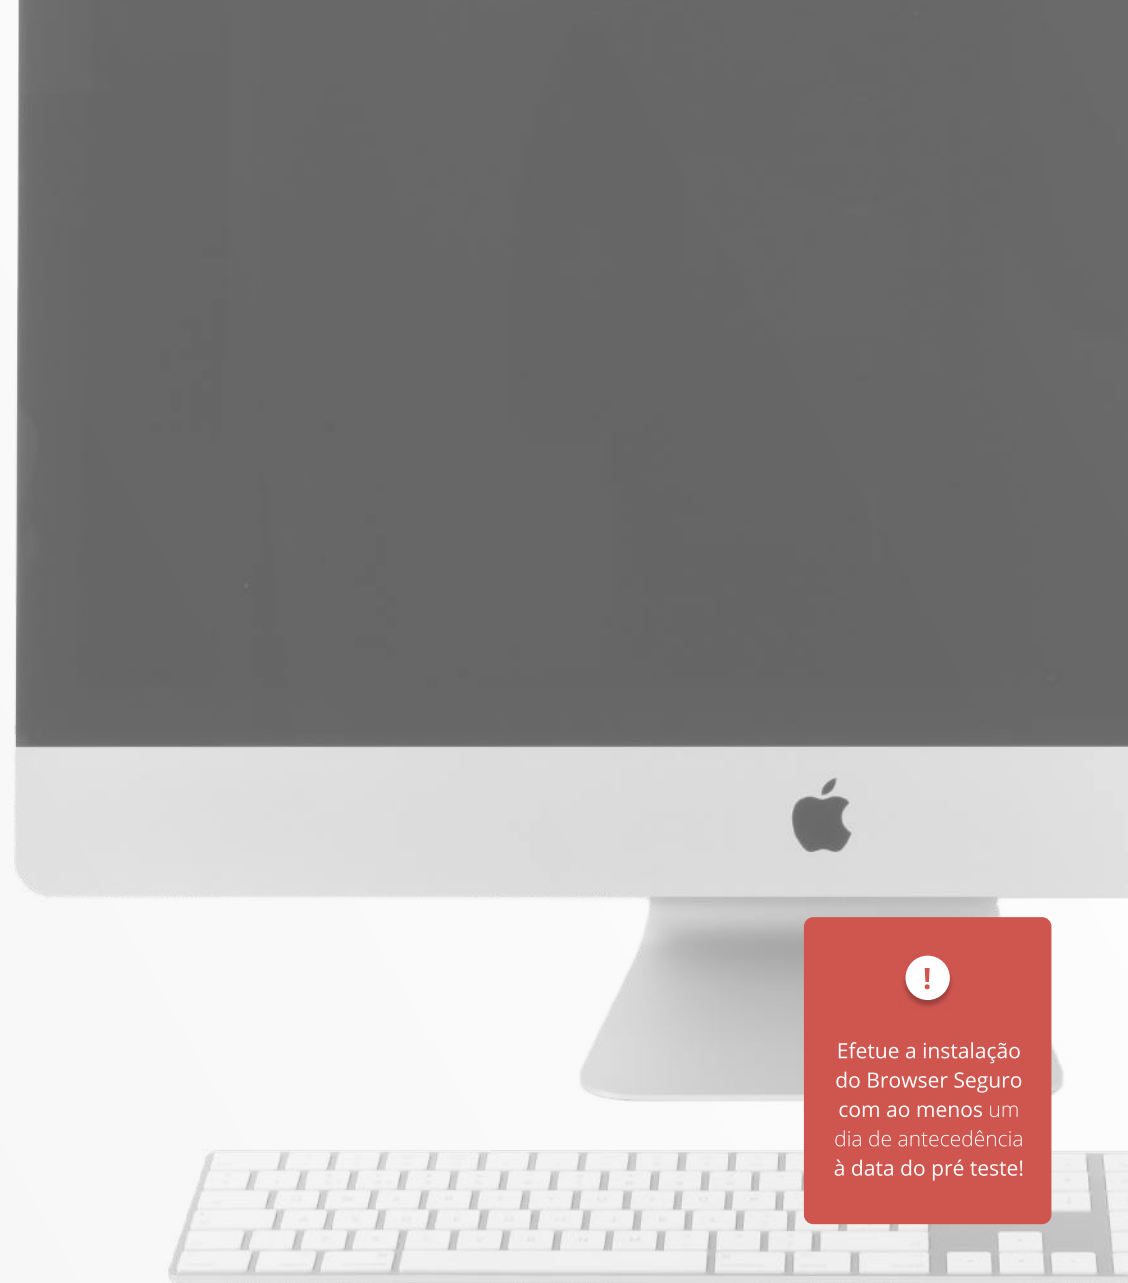 !
Efetue a instalação
do Browser Seguro
com ao menos um
dia de antecedência
à data do pré teste!